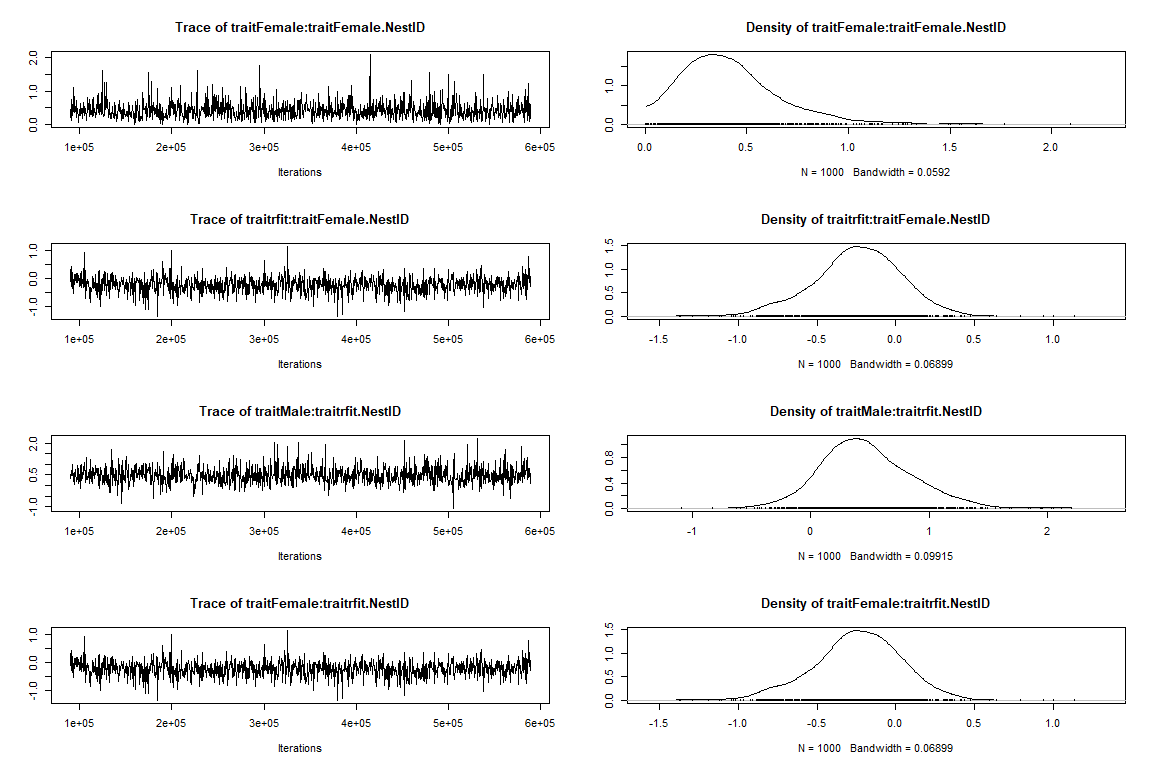 Trace of traitFemale:traitFemale.NestID
Density of traitFemale:traitFemale.NestID
0.0 1.0 2.0
1e+05 2e+05 3e+05 4e+05 5e+05 6e+05
Iterations
0.0 1.0
0.0 0.5 1.0 1.5 2.0
N = 1000 Bandwidth = 0.0592
Trace of traitrfit:traitFemale.NestID
Density of traitrfit:traitFemale.NestID
-1.0 0.0 1.0
1e+05 2e+05 3e+05 4e+05 5e+05 6e+05
Iterations
0.0 0.5 1.0 1.5
-1.5 -1.0 -0.5 0.0 0.5 1.0
N = 1000 Bandwidth = 0.06899
Trace of traitMale:traitrfit.NestID
Density of traitMale:traitrfit.NestID
-1.0 0.5 2.0
1e+05 2e+05 3e+05 4e+05 5e+05 6e+05
Iterations
0.0 0.4 0.8
-1 0 1 2
N = 1000 Bandwidth = 0.09915
Trace of traitFemale:traitrfit.NestID
Density of traitFemale:traitrfit.NestID
-1.0 0.0 1.0
1e+05 2e+05 3e+05 4e+05 5e+05 6e+05
Iterations
0.0 0.5 1.0 1.5
-1.5 -1.0 -0.5 0.0 0.5 1.0
N = 1000 Bandwidth = 0.06899